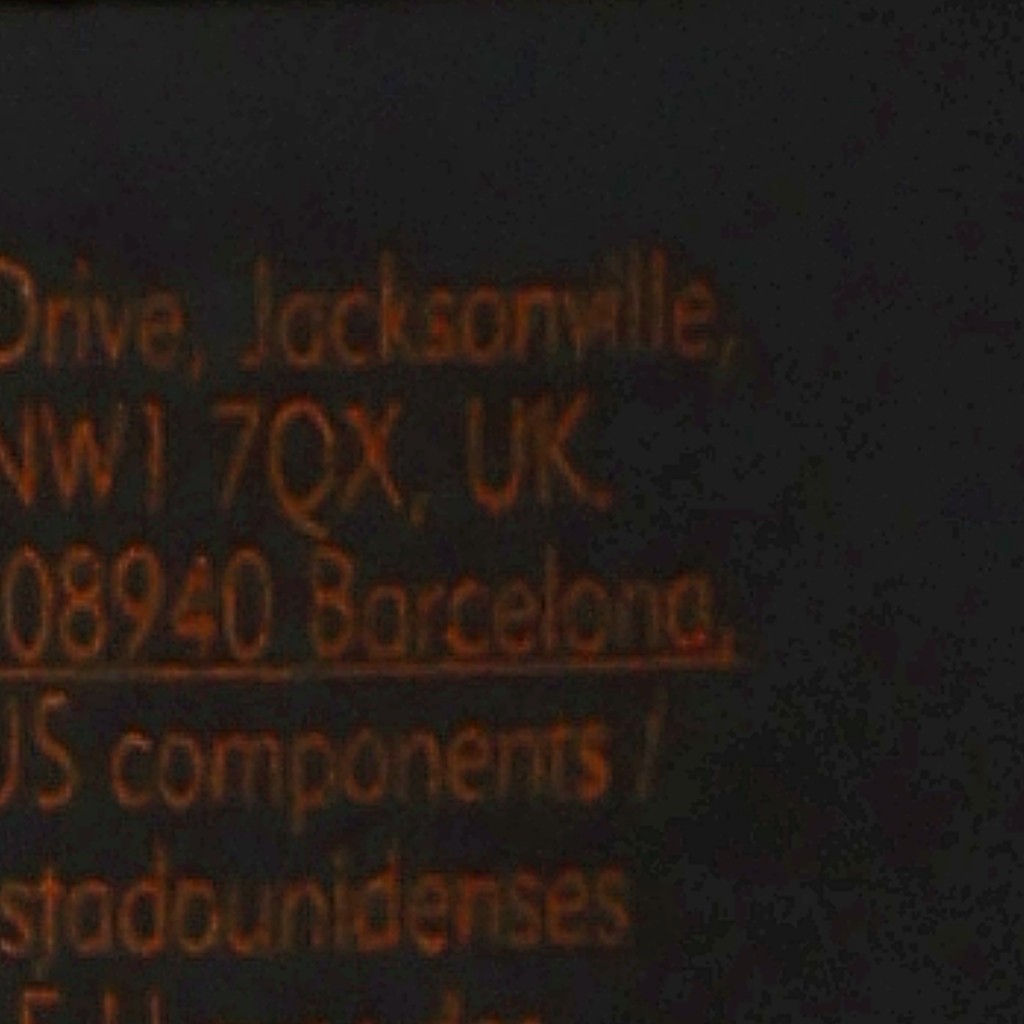 Drive, Jacksonville,
NW1 7QX, UK.
08940 Barcelona,
US components /
stadounidenses